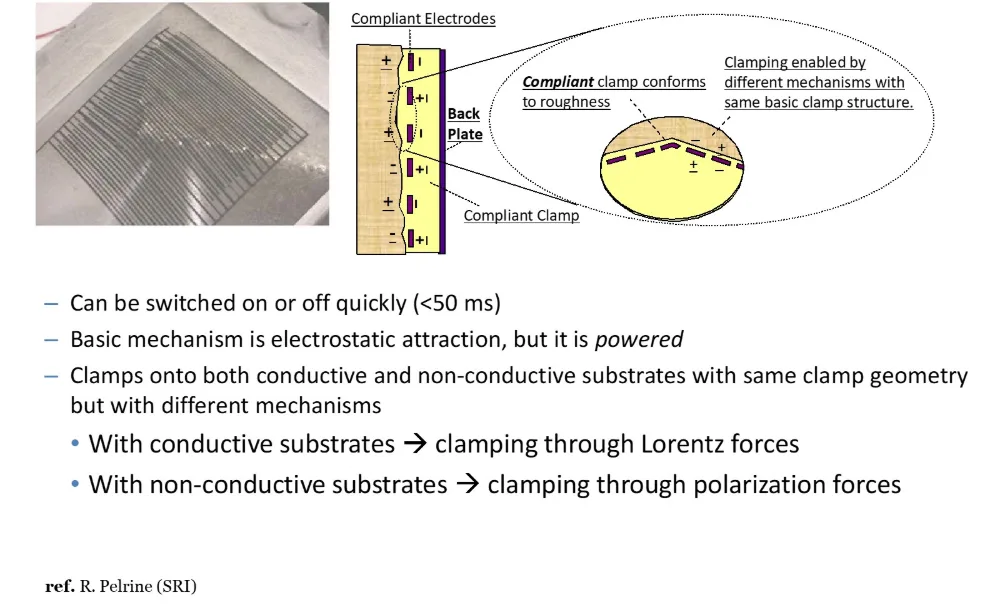 Compliant Electrodes
Compliant clamp conforms
to roughness
Clamping enabled by
different mechanisms with
same basic clamp structure.
Back
Plate
Compliant Clamp
– Can be switched on or off quickly (<50 ms)
– Basic mechanism is electrostatic attraction, but it is powered
– Clamps onto both conductive and non-conductive substrates with same clamp geometry
but with different mechanisms
• With conductive substrates → clamping through Lorentz forces
• With non-conductive substrates → clamping through polarization forces
ref. R. Pelrine (SRI)